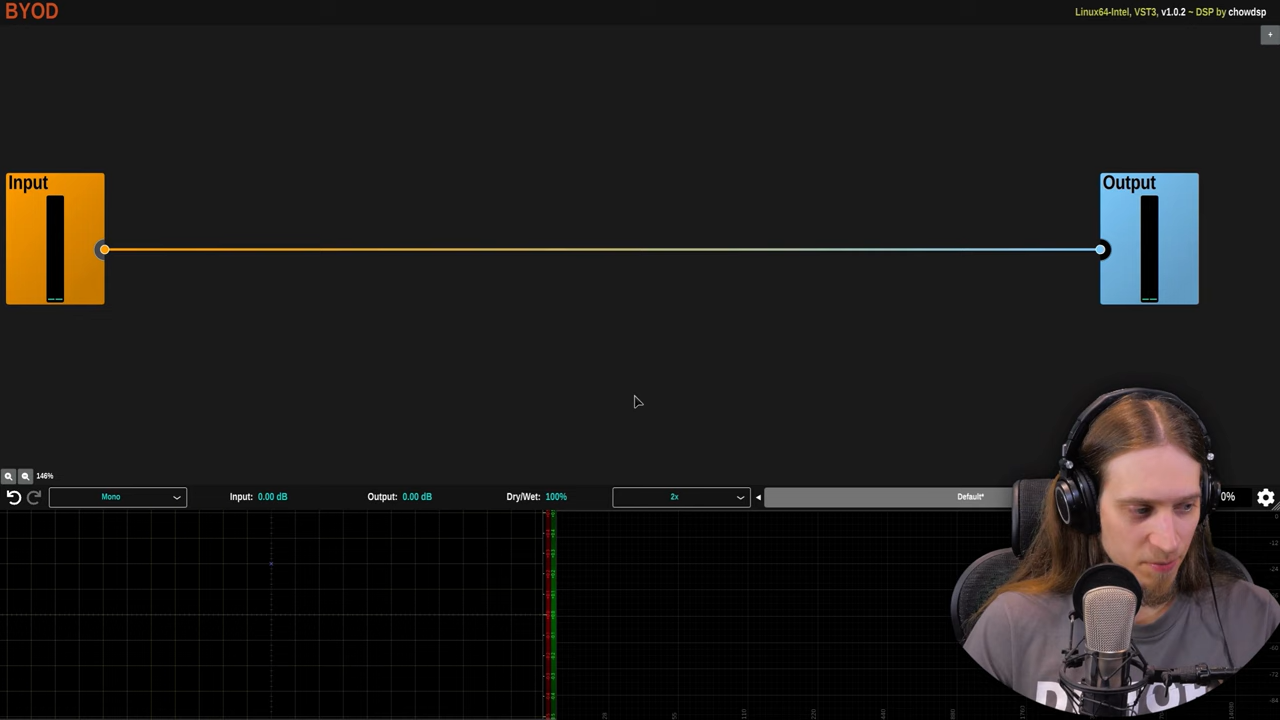 BYOD
Linux64-Intel, VST3, v1.0.2 ~ DSP by chowdsp
+
Input
Output
146%
Mono
Input: 0.00 dB
Output: 0.00 dB
Dry/Wet: 100%
2x
Default*
0%